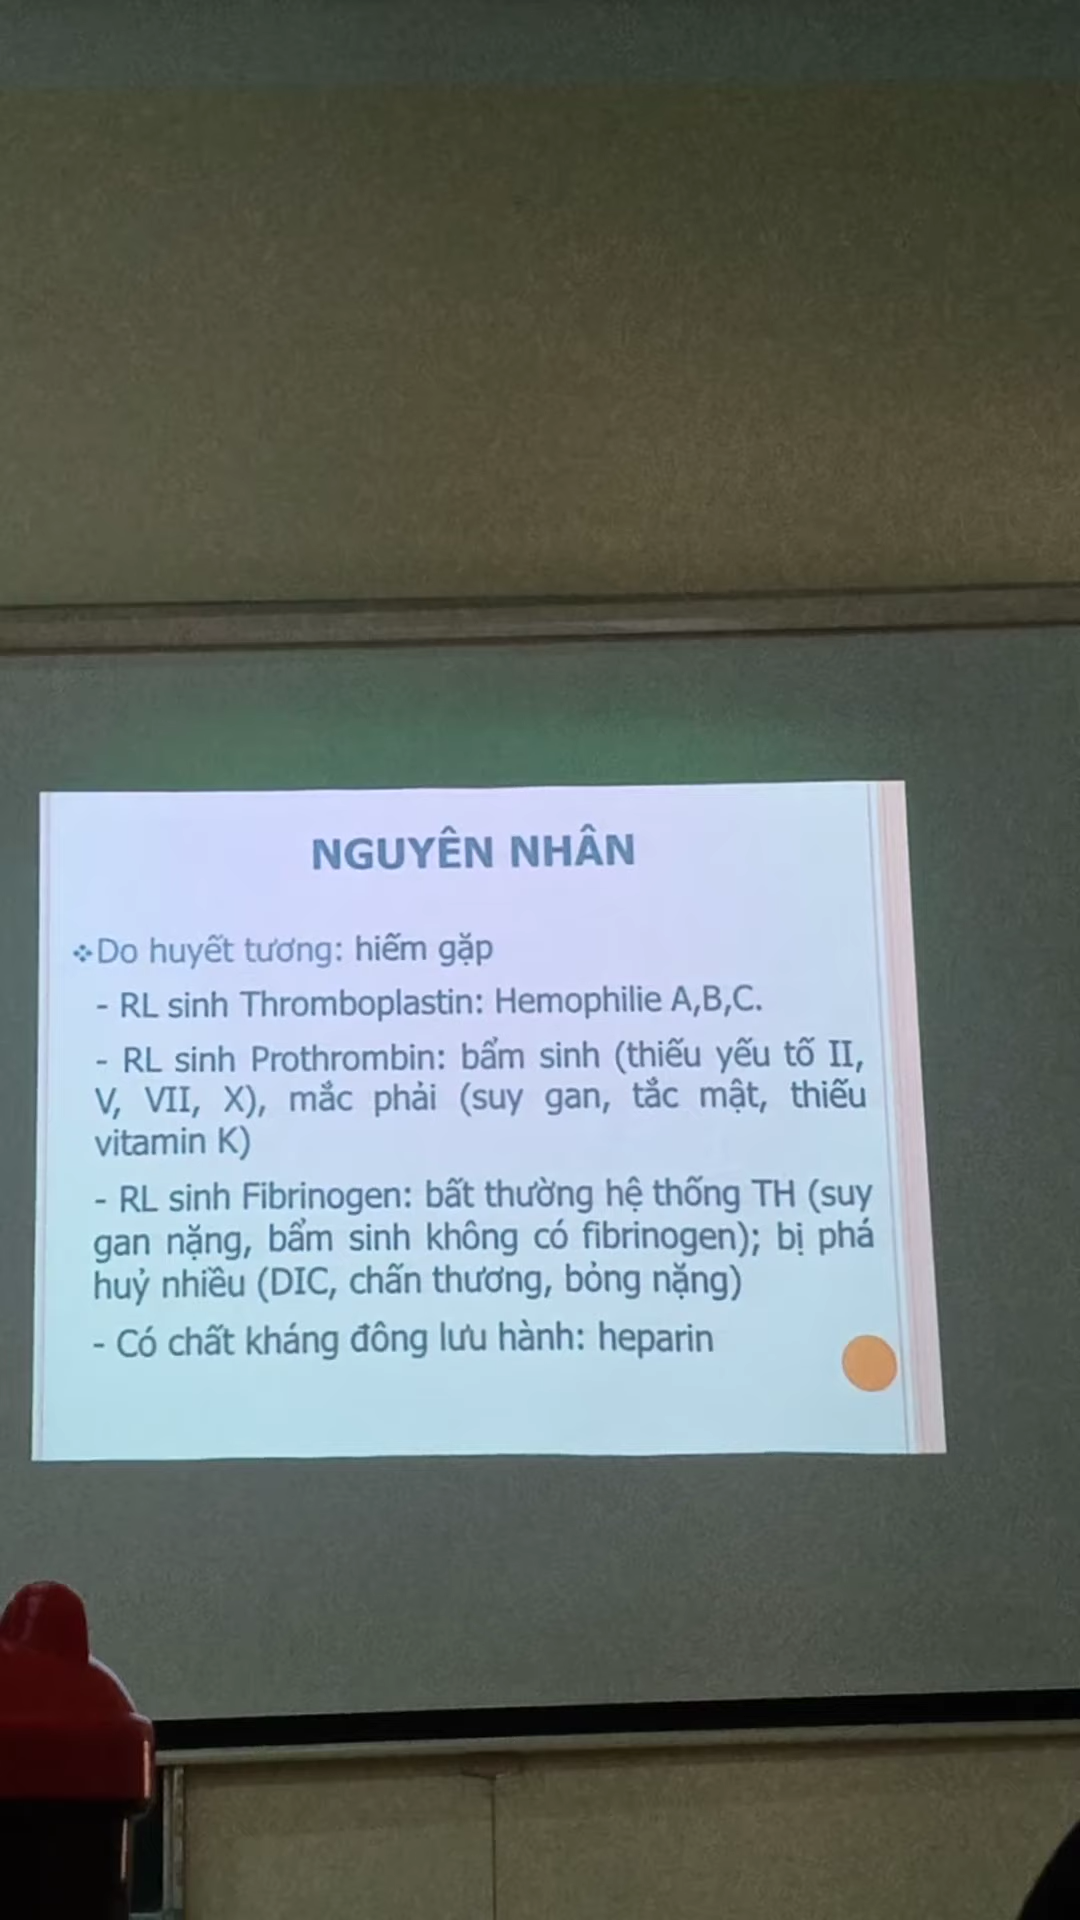 NGUYÊN NHÂN
❖Do huyết tương: hiếm gặp
- RL sinh Thromboplastin: Hemophilie A,B,C.
- RL sinh Prothrombin: bẩm sinh (thiếu yếu tố II,
V, VII, X), mắc phải (suy gan, tắc mật, thiếu
vitamin K)
- RL sinh Fibrinogen: bất thường hệ thống TH (suy
gan nặng, bẩm sinh không có fibrinogen); bị phá
huỷ nhiều (DIC, chấn thương, bỏng nặng)
- Có chất kháng đông lưu hành: heparin